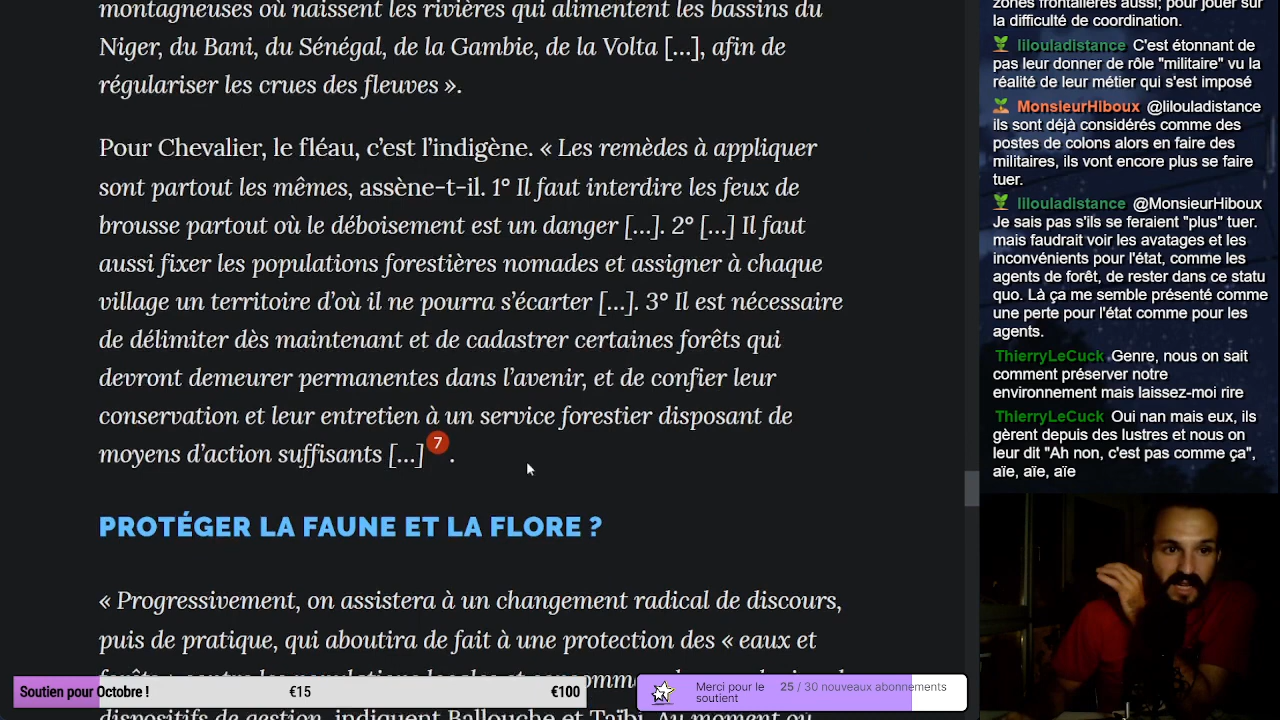 montagneuses où naissent les rivières qui alimentent les bassins du
Niger, du Bani, du Sénégal, de la Gambie, de la Volta […], afin de
régulariser les crues des fleuves ».
Pour Chevalier, le fléau, c’est l’indigène. « Les remèdes à appliquer
sont partout les mêmes, assène-t-il. 1° Il faut interdire les feux de
brousse partout où le déboisement est un danger […]. 2° […] Il faut
aussi fixer les populations forestières nomades et assigner à chaque
village un territoire d’où il ne pourra s’écarter […]. 3° Il est nécessaire
de délimiter dès maintenant et de cadastrer certaines forêts qui
devront demeurer permanentes dans l’avenir, et de confier leur
conservation et leur entretien à un service forestier disposant de
moyens d’action suffisants […] 7 .
PROTÉGER LA FAUNE ET LA FLORE ?
« Progressivement, on assistera à un changement radical de discours,
puis de pratique, qui aboutira de fait à une protection des « eaux et
dispositifs de gestion, indiquent Ballouche et Taïbi. Au moment où
Soutien pour Octobre ! €15 €100
Merci pour le
soutient
25 / 30 nouveaux abonnements
zones frontalières aussi; pour jouer sur
la difficulté de coordination.
lilouladistance C'est étonnant de
pas leur donner de rôle "militaire" vu la
réalité de leur métier qui s'est imposé
MonsieurHiboux @lilouladistance
ils sont déjà considérés comme des
postes de colons alors en faire des
militaires, ils vont encore plus se faire
tuer.
lilouladistance @MonsieurHiboux
Je sais pas s'ils se feraient "plus" tuer.
mais faudrait voir les avatages et les
inconvénients pour l'état, comme les
agents de forêt, de rester dans ce statu
quo. Là ça me semble présenté comme
une perte pour l'état comme pour les
agents.
ThierryLeCuck Genre, nous on sait
comment préserver notre
environnement mais laissez-moi rire
ThierryLeCuck Oui nan mais eux, ils
gèrent depuis des lustres et nous on
leur dit "Ah non, c'est pas comme ça",
aïe, aïe, aïe